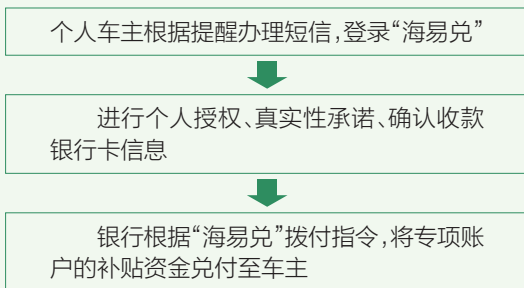 个人车主根据提醒办理短信,登录“海易兑”
进行个人授权、真实性承诺、确认收款
银行卡信息
银行根据“海易兑”拨付指令,将专项账
户的补贴资金兑付至车主